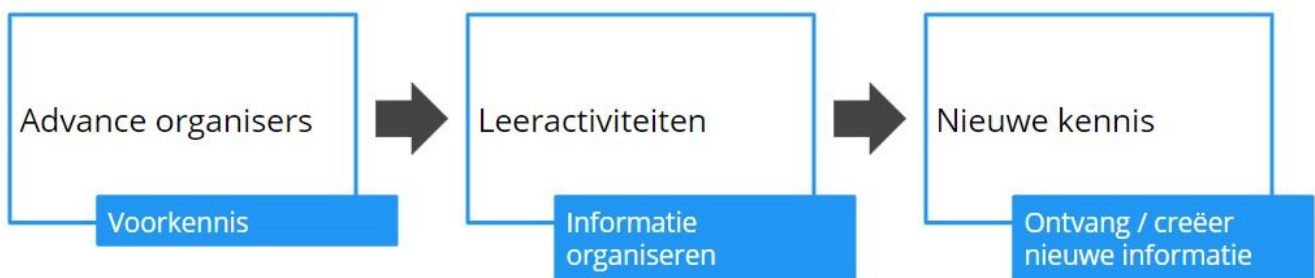 Advance organisers
Voorkennis
Leeractiviteiten
Informatie
organiseren
Nieuwe kennis
Ontvang / creëer
nieuwe informatie